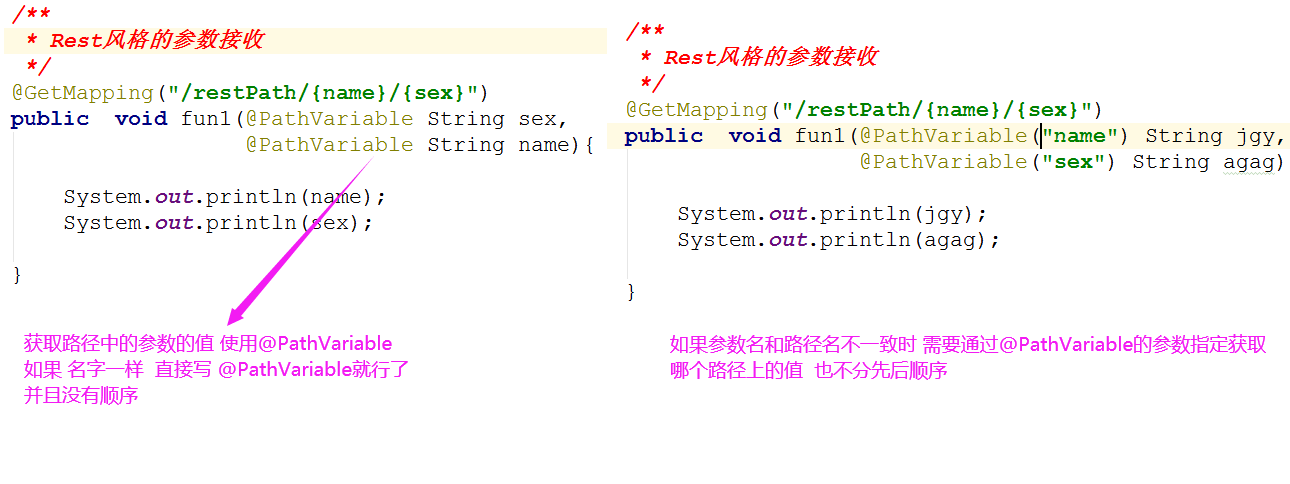 /**
* Rest风格的参数接收
*/
@GetMapping("/restPath/{name}/{sex}")
public void fun1(@PathVariable String sex,
@PathVariable String name){
System.out.println(name);
System.out.println(sex);
}
获取路径中的参数的值 使用@PathVariable
如果 名字一样 直接写 @PathVariable就行了
并且没有顺序
/**
* Rest风格的参数接收
*/
@GetMapping("/restPath/{name}/{sex}")
public void fun1(@PathVariable("name") String jgy,
@PathVariable("sex") String agag)
System.out.println(jgy);
System.out.println(agag);
}
如果参数名和路径名不一致时 需要通过@PathVariable的参数指定获取
哪个路径上的值 也不分先后顺序